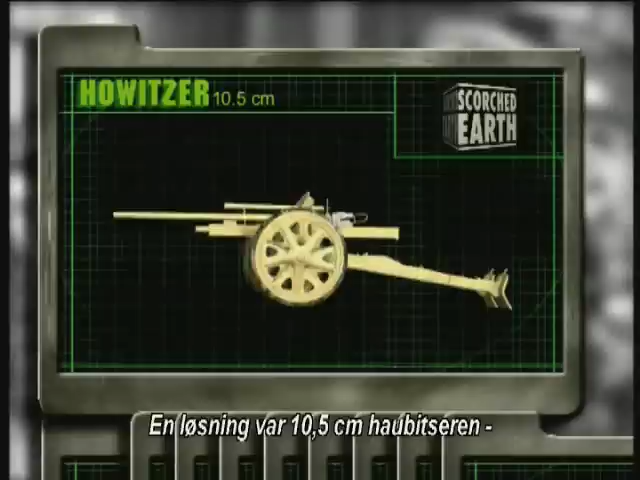 HOWITZER 10.5 cm
SCORCHED
EARTH
En løsning var 10,5 cm haubitseren -